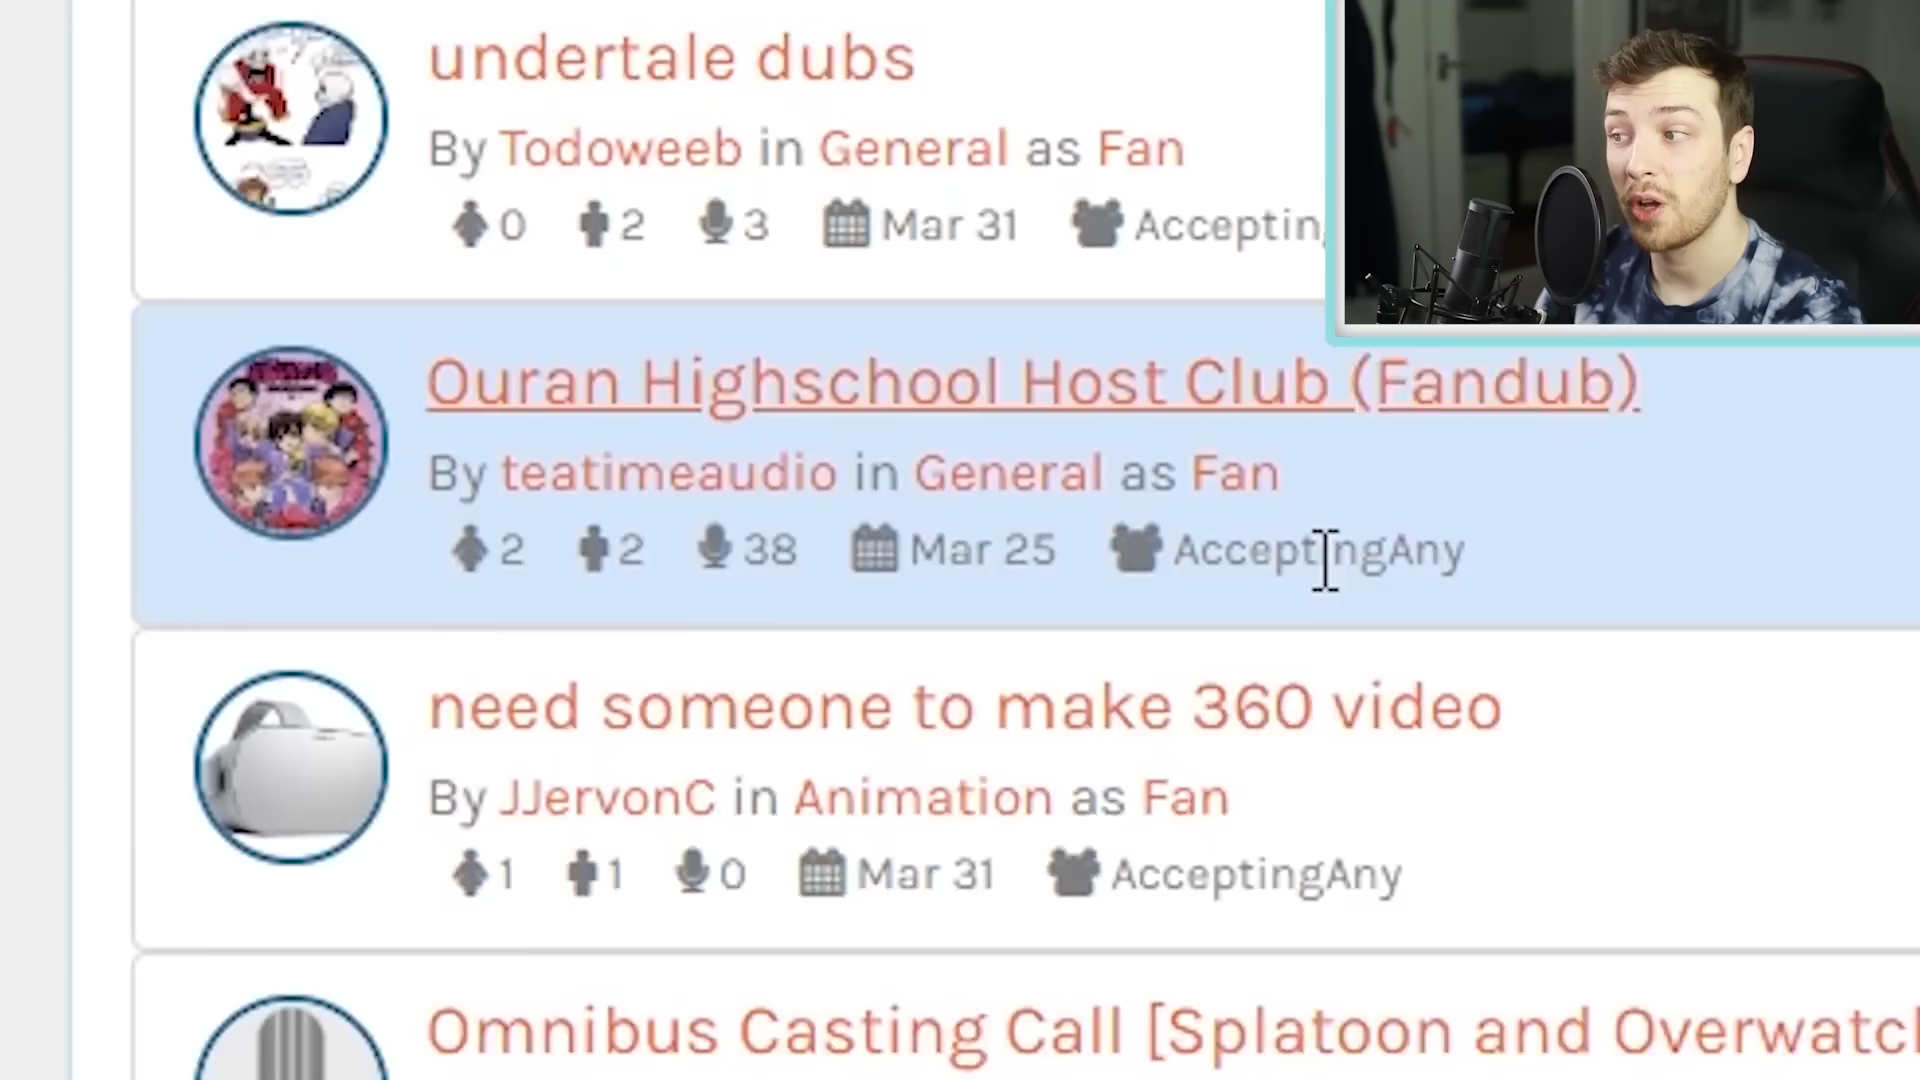 undertale dubs
By Todoweeb in General as Fan
0 2 3 Mar 31 Accepting
Ouran Highschool Host Club (Fandub)
By teatimeaudio in General as Fan
2 2 38 Mar 25 AcceptingAny
need someone to make 360 video
By JJervonC in Animation as Fan
1 1 0 Mar 31 AcceptingAny
Omnibus Casting Call [Splatoon and Overwatch